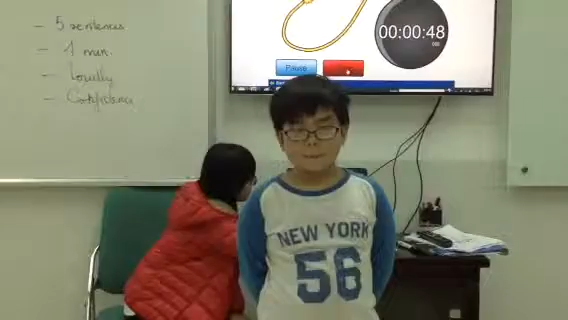 - 5 sentences
- 1 min.
- Loudly
- Confidence
00:00:48
Pause
NEW YORK
56